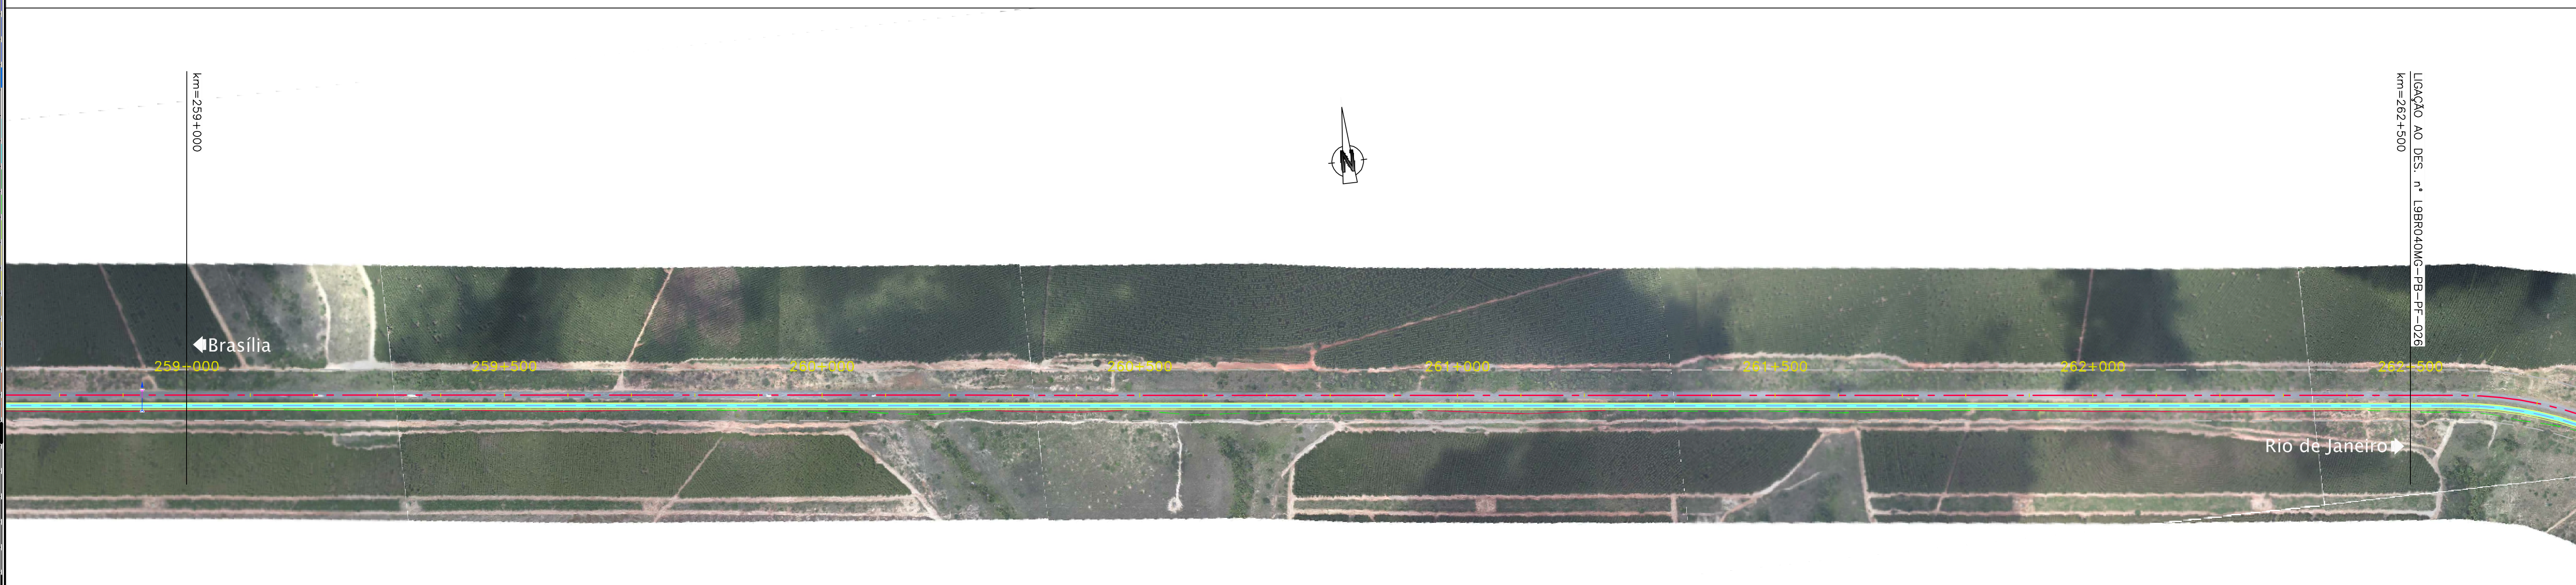 km=259+000
N
LIGAÇÃO AO DES. n° L9BR040MG-PB-PF-026
km=262+500
Brasília
259+000
259+500
260+000
260+500
261+000
261+500
262+000
262+500
Rio de Janeiro